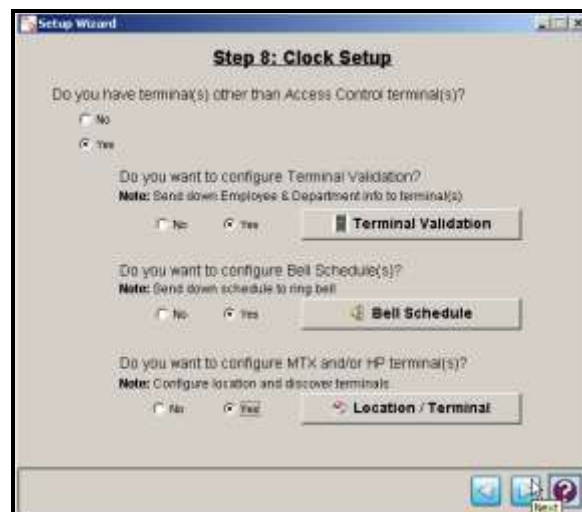 Setup Wizard
Step 8: Clock Setup
Do you have terminal(s) other than Access Control terminal(s)?
No
Yes
Do you want to configure Terminal Validation?
Note: Send down Employee & Department info to terminal(s)
No Yes Terminal Validation
Do you want to configure Bell Schedule(s)?
Note: Send down schedule to ring bell
No Yes Bell Schedule
Do you want to configure MTX and/or HP terminal(s)?
Note: Configure location and discover terminals
No Yes Location / Terminal
?
Next